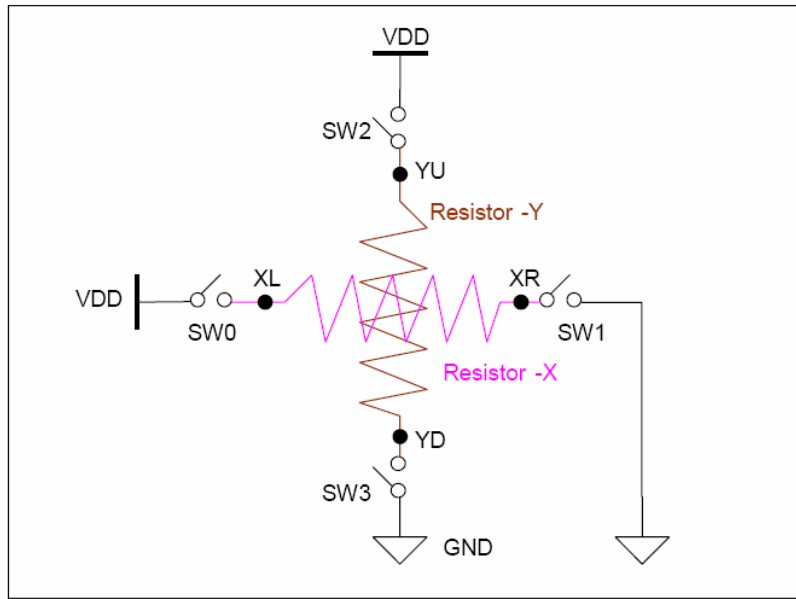 VDD
SW2
YU
Resistor -Y
VDD
XL
XR
SW0
SW1
Resistor -X
YD
SW3
GND